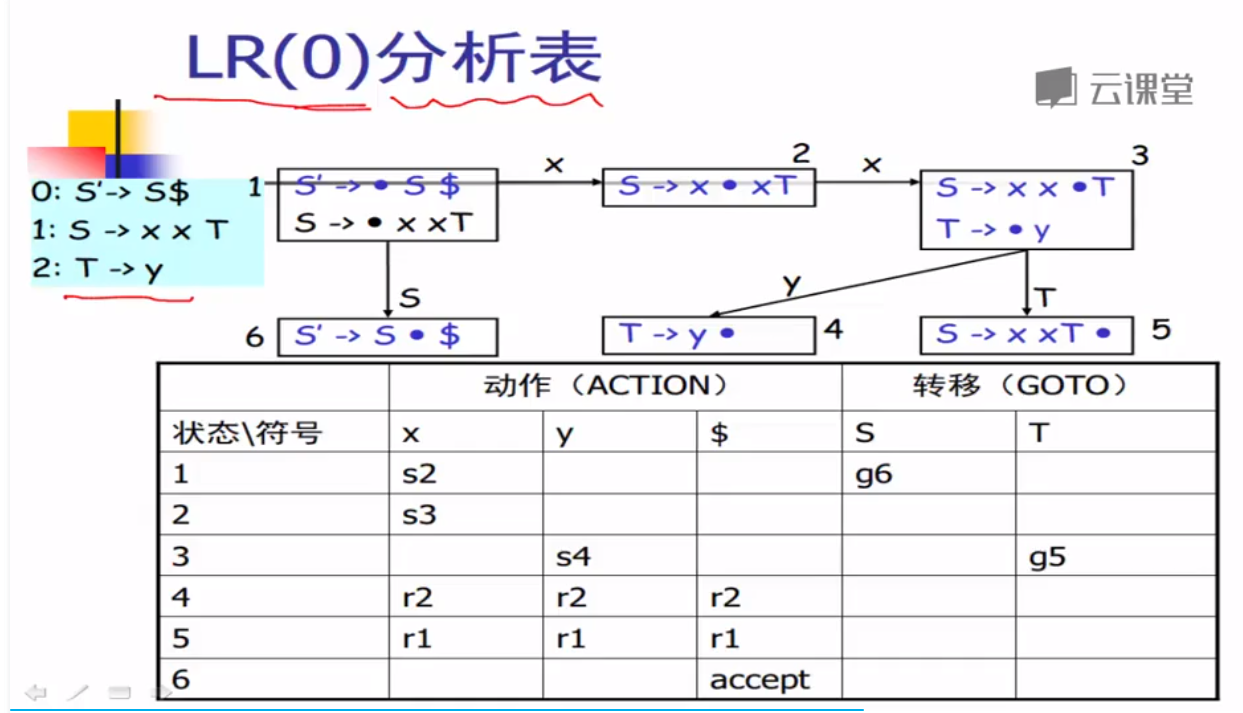 LR(0)分析表
云课堂
0: S'-> S$
1: S -> x x T
2: T -> y
1
S' -> • S $
S -> • x xT
x
2
S -> x • xT
x
3
S -> x x •T
T -> • y
S
y
T
6
S' -> S • $
T -> y •
4
S -> x xT •
5
动作（ACTION） 转移（GOTO）
状态\符号 x y $ S T
1 s2 g6
2 s3
3 s4 g5
4 r2 r2 r2
5 r1 r1 r1
6 accept